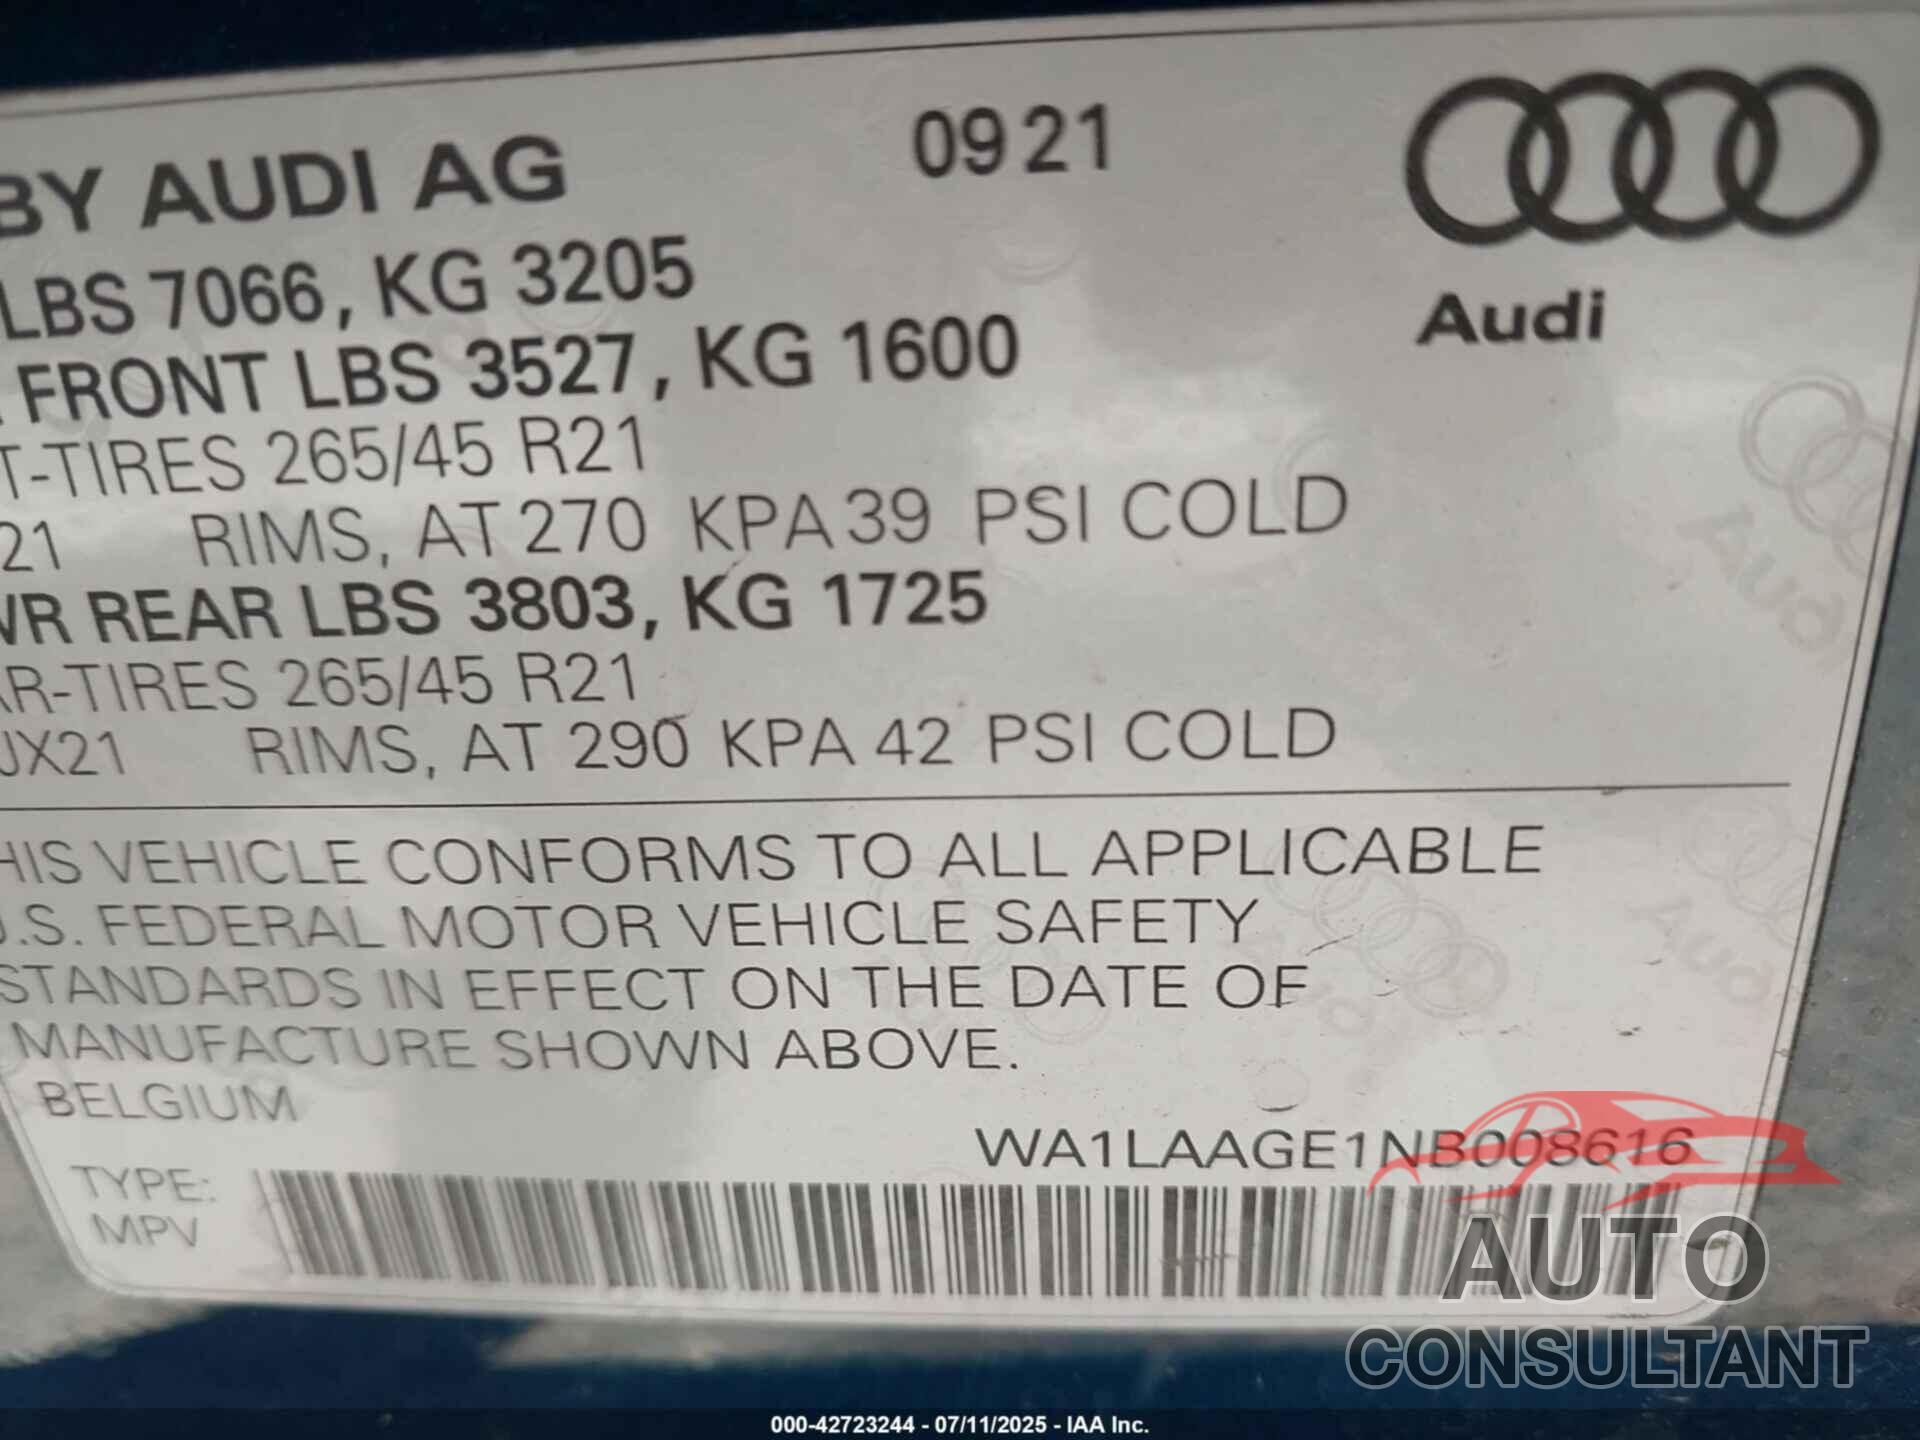 BY AUDI AG 09 21
LBS 7066, KG 3205
Audi
FRONT LBS 3527, KG 1600
T-TIRES 265/45 R21
21 RIMS, AT 270 KPA 39 PSI COLD
WR REAR LBS 3803, KG 1725
AR-TIRES 265/45 R21
JX21 RIMS, AT 290 KPA 42 PSI COLD
HIS VEHICLE CONFORMS TO ALL APPLICABLE
U.S. FEDERAL MOTOR VEHICLE SAFETY
STANDARDS IN EFFECT ON THE DATE OF
MANUFACTURE SHOWN ABOVE.
BELGIUM
WA1LAAGE1NB008616
TYPE:
MPV
AUTO
CONSULTANT
000-42723244 - 07/11/2025 - IAA Inc.